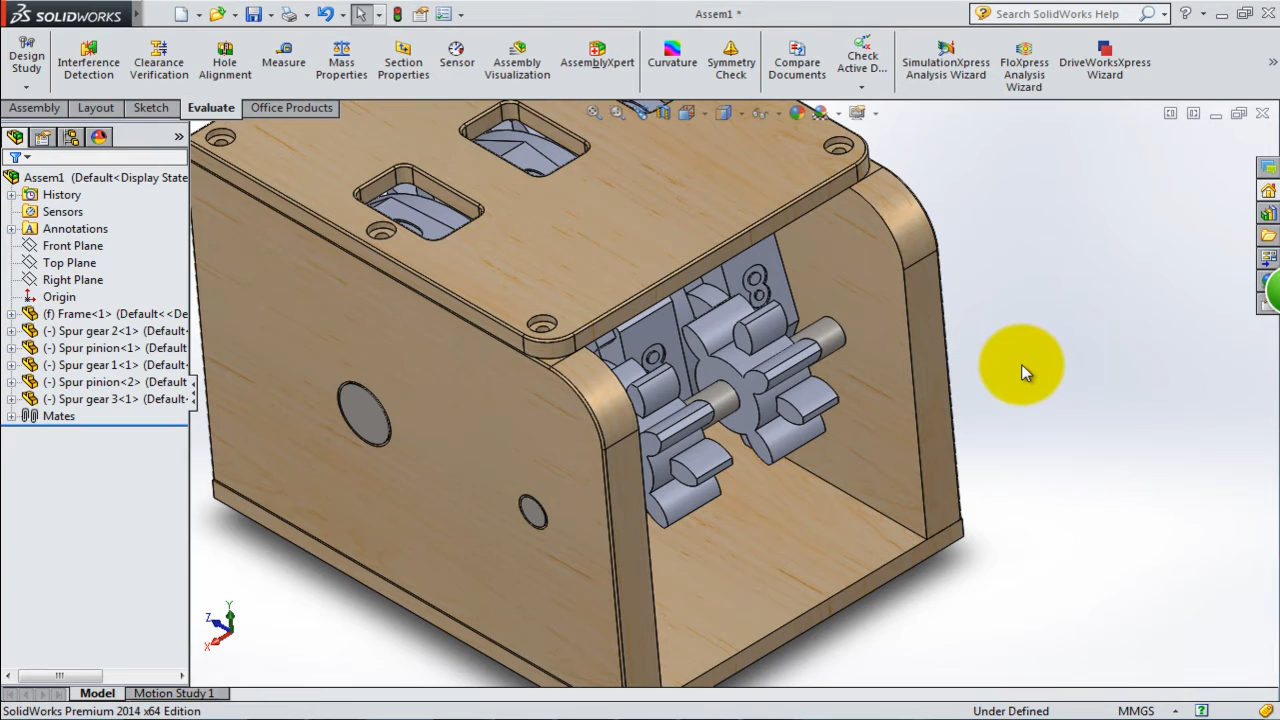 SOLIDWORKS
Assem1 *
Search SolidWorks Help
Design Study
Interference Detection
Clearance Verification
Hole Alignment
Measure
Mass Properties
Section Properties
Sensor
Assembly Visualization
AssemblyXpert
Curvature
Symmetry Check
Compare Documents
Check Active D...
SimulationXpress Analysis Wizard
FloXpress Analysis Wizard
DriveWorksXpress Wizard
Assembly
Layout
Sketch
Evaluate
Office Products
Assem1 (Default<Display State
History
Sensors
Annotations
Front Plane
Top Plane
Right Plane
Origin
(f) Frame<1> (Default<<De
(-) Spur gear 2<1> (Default
(-) Spur pinion<1> (Default
(-) Spur gear 1<1> (Default
(-) Spur pinion<2> (Default
(-) Spur gear 3<1> (Default
Mates
8
0
Z
Y
X
Model
Motion Study 1
SolidWorks Premium 2014 x64 Edition
Under Defined
MMGS